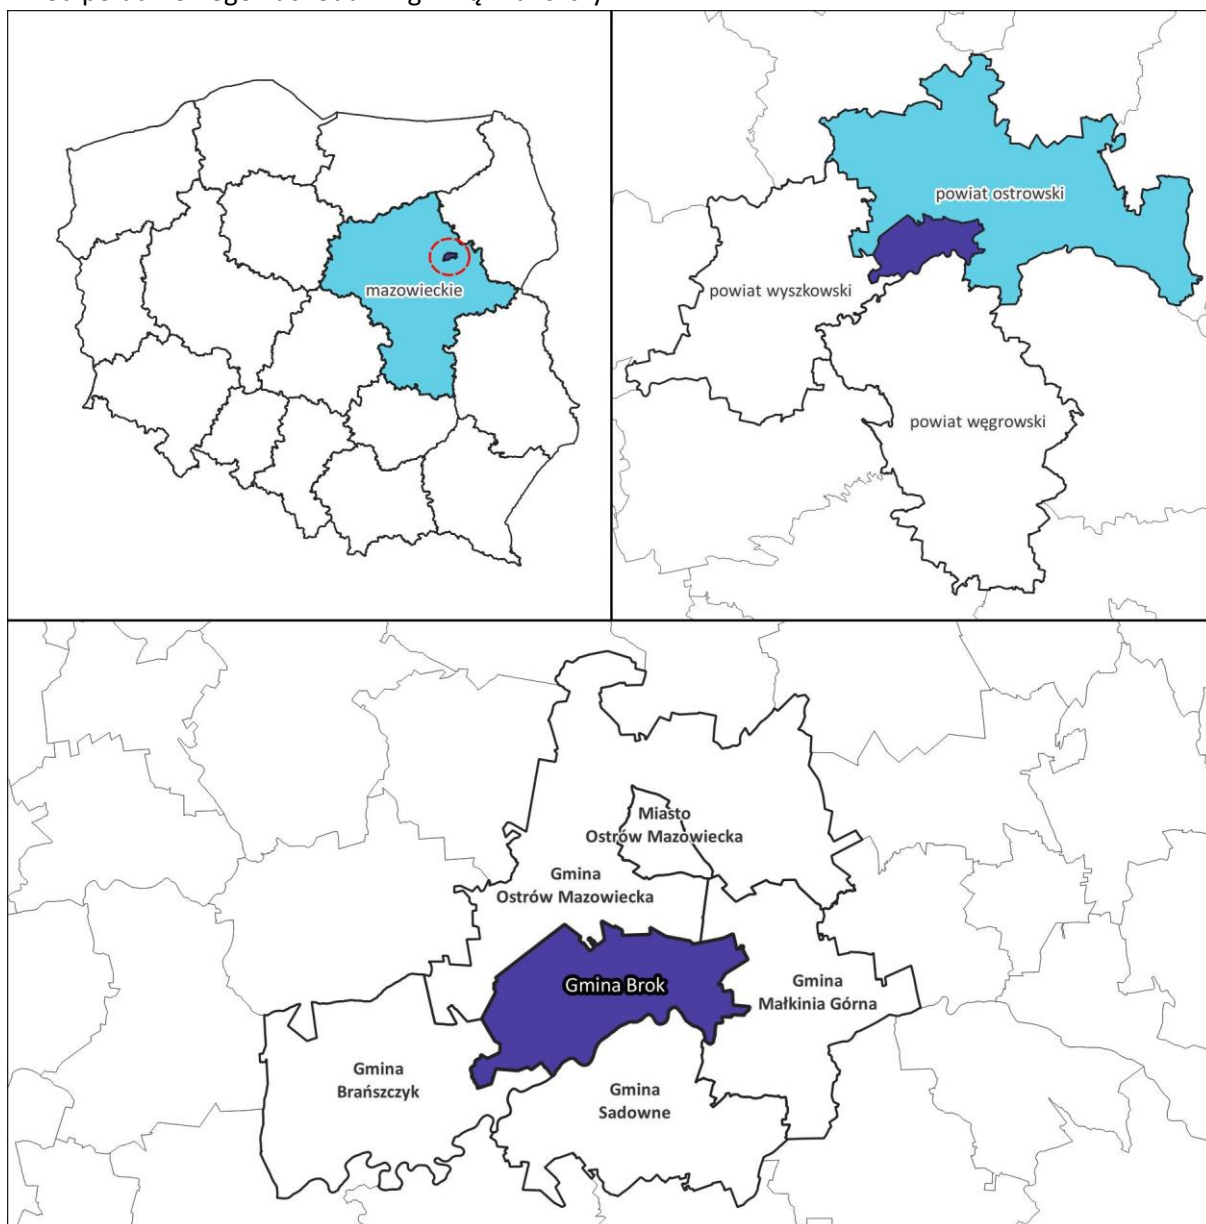 mazowieckie
powiat ostrowski
powiat wyszkowski
powiat węgrowski
Miasto
Ostrów Mazowiecka
Gmina
Ostrów Mazowiecka
Gmina Brok
Gmina
Małkinia Górna
Gmina
Brańszczyk
Gmina
Sadowne